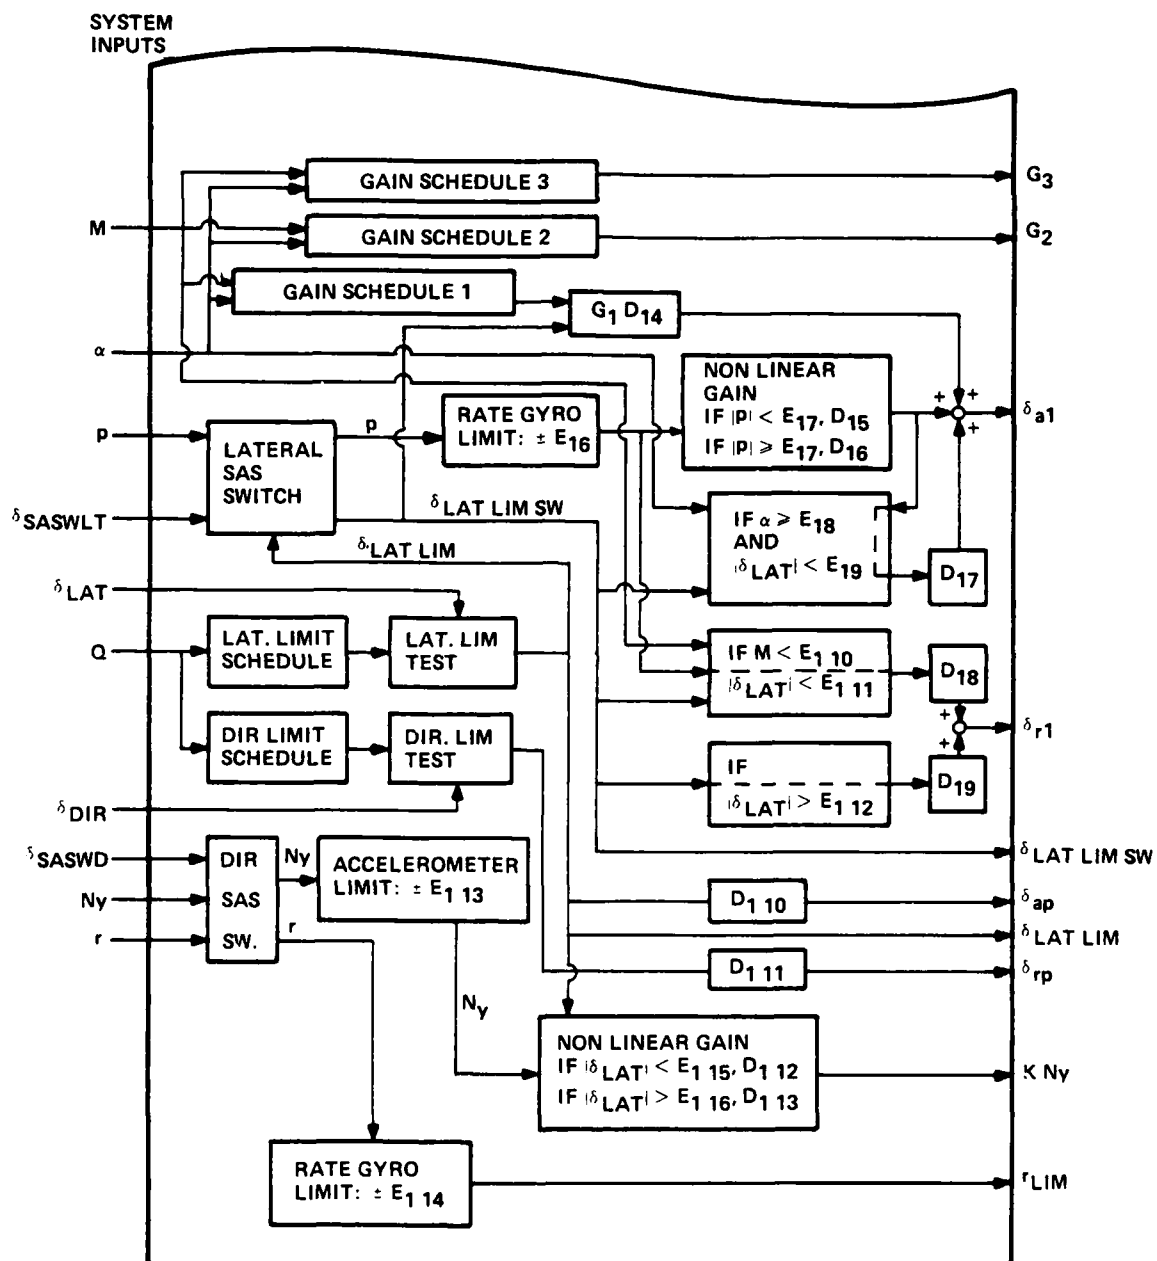 SYSTEM
INPUTS
GAIN SCHEDULE 3
G3
M
GAIN SCHEDULE 2
G2
GAIN SCHEDULE 1
G1 D14
α
NON LINEAR
GAIN
IF |P| < E17, D15
IF |P| ⩾ E17, D16
+ +
+
δa1
RATE GYRO
LIMIT: ± E16
p
p
LATERAL
SAS
SWITCH
δSASWLT
δLAT LIM SW
δLAT LIM
IF α ⩾ E18
AND
|δLAT| < E19
D17
δLAT
Q
LAT. LIMIT
SCHEDULE
LAT. LIM
TEST
IF M < E1 10
|δLAT| < E1 11
D18
+
+
δr1
DIR LIMIT
SCHEDULE
DIR. LIM
TEST
IF
|δLAT| > E1 12
D19
δDIR
δSASWD
Ny
r
DIR
SAS
SW.
Ny
r
ACCELEROMETER
LIMIT: ± E1 13
δLAT LIM SW
D1 10
δap
δLAT LIM
D1 11
δrp
Ny
NON LINEAR GAIN
IF |δLAT| < E1 15, D1 12
IF |δLAT| > E1 16, D1 13
K Ny
RATE GYRO
LIMIT: ± E1 14
rLIM